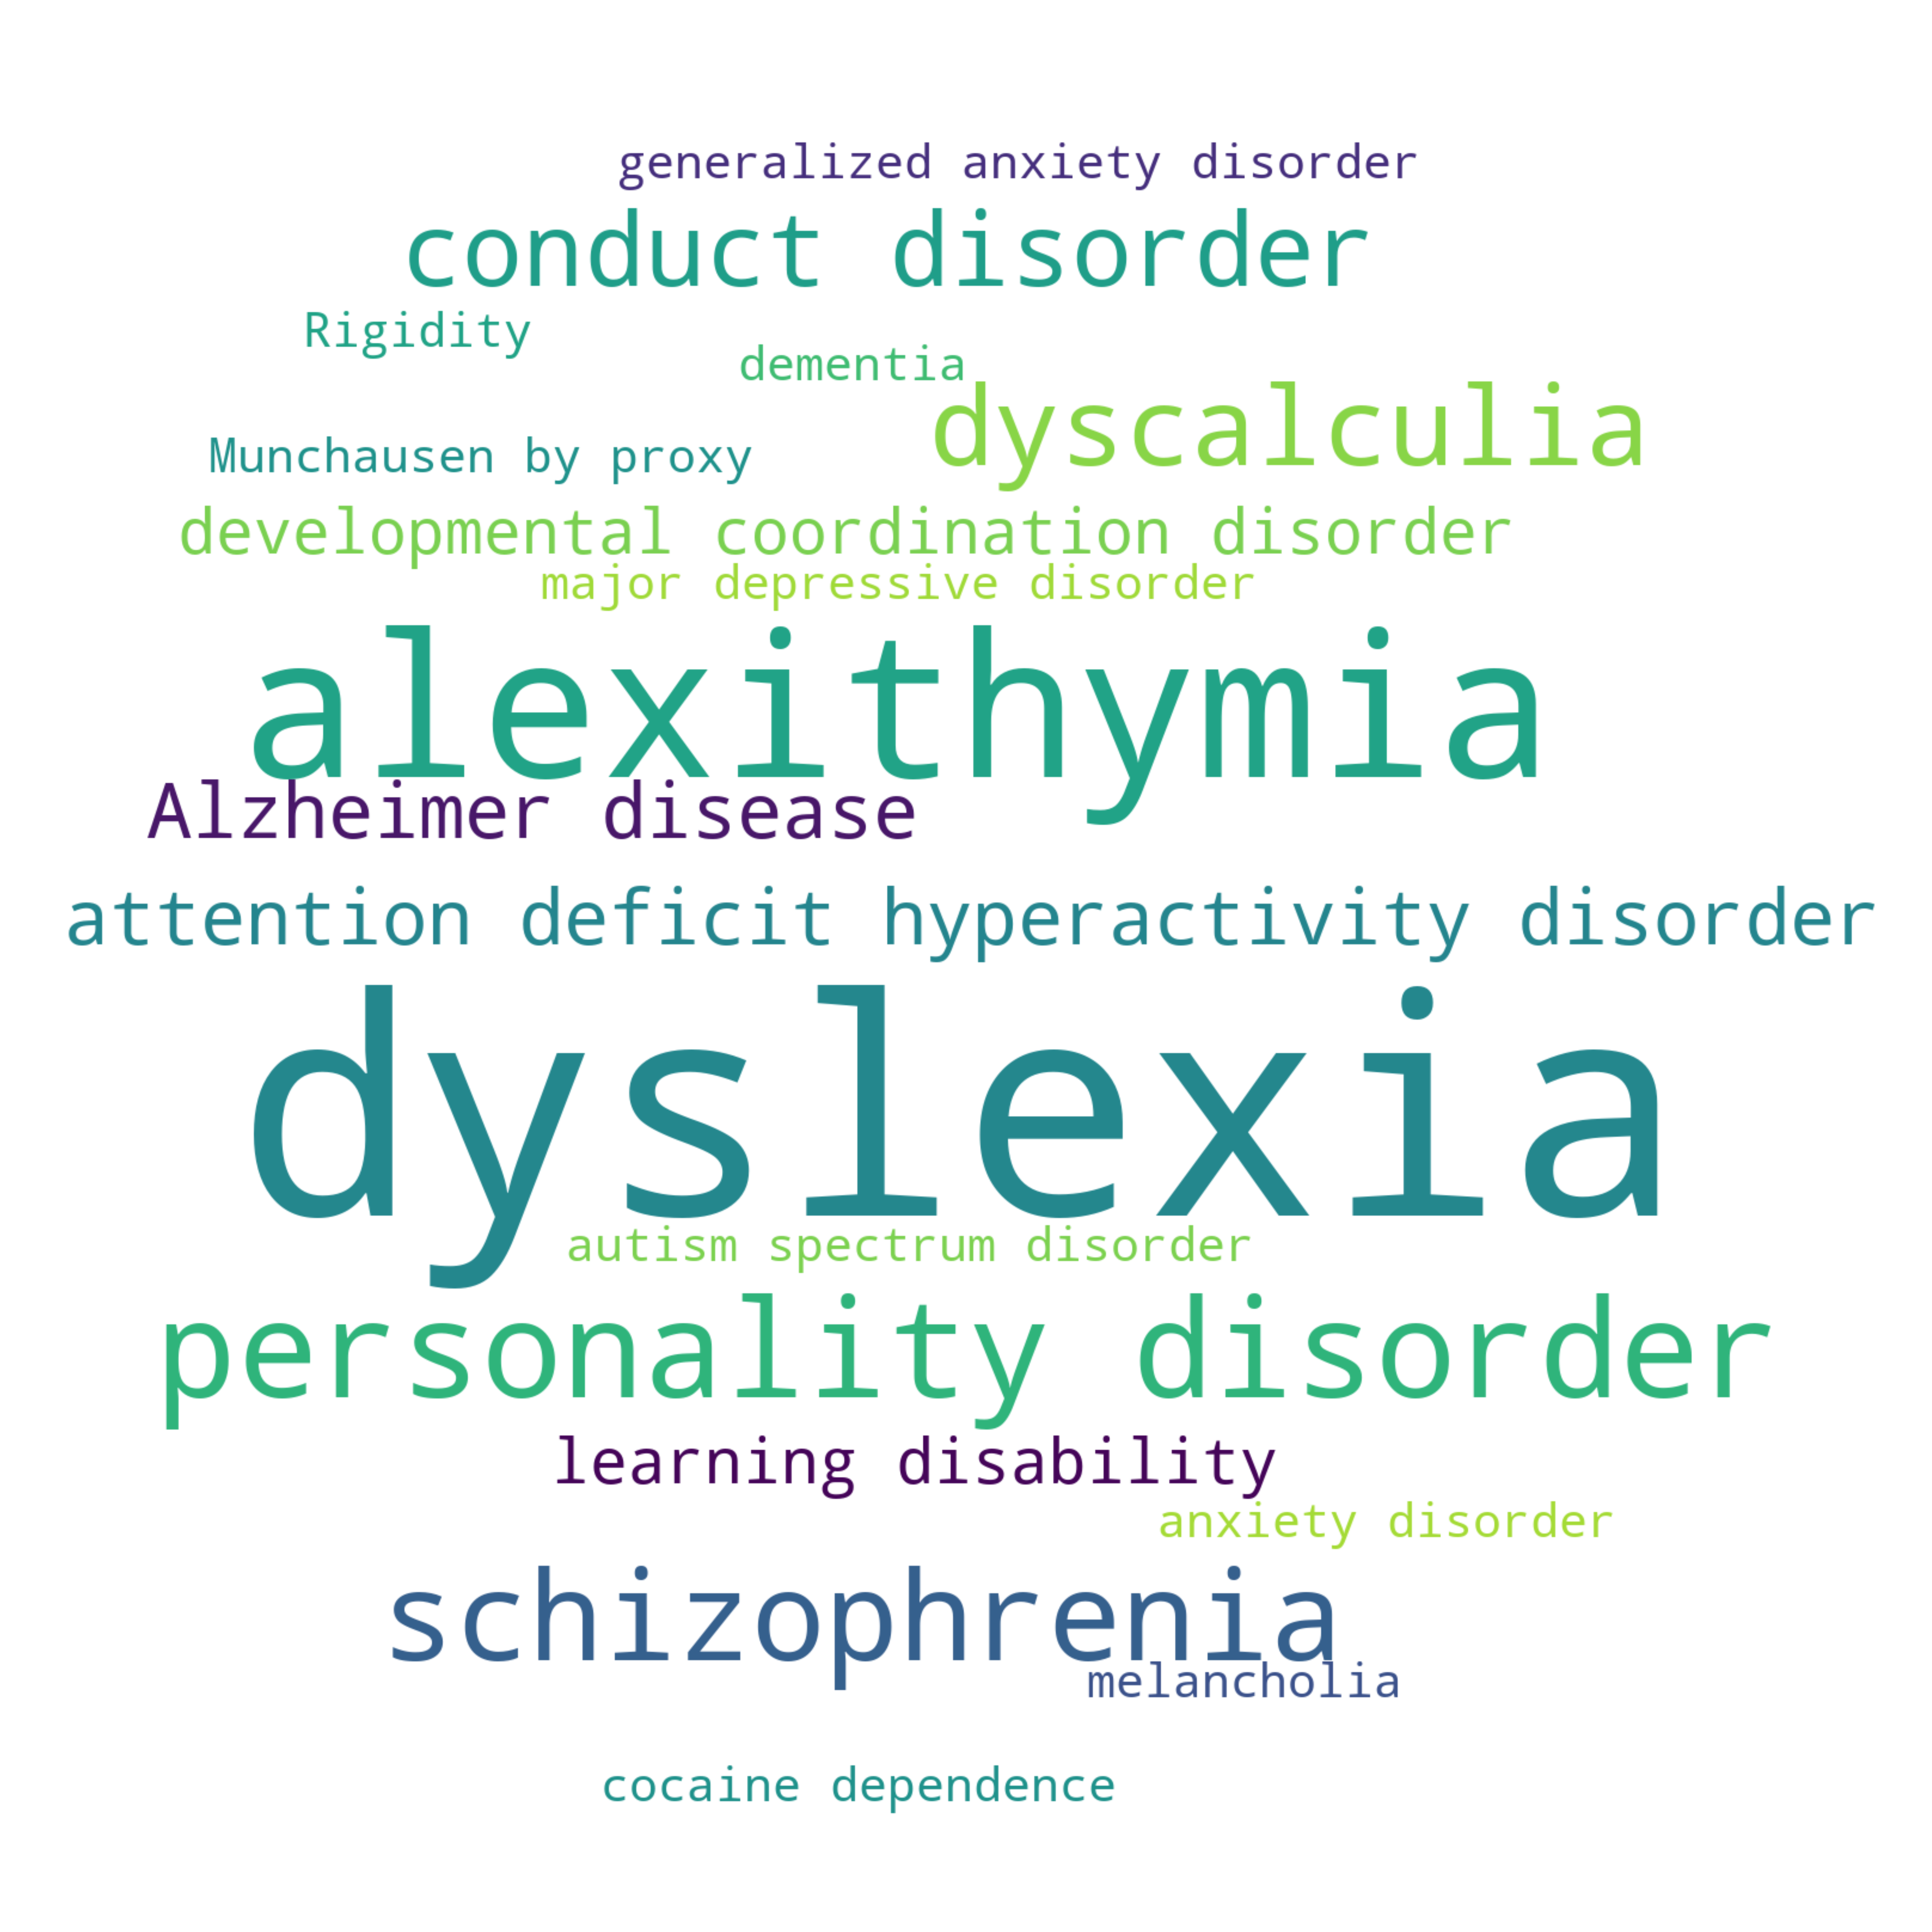 generalized anxiety disorder
conduct disorder
Rigidity
dementia
dyscalculia
Munchausen by proxy
developmental coordination disorder
major depressive disorder
alexithymia
Alzheimer disease
attention deficit hyperactivity disorder
dyslexia
autism spectrum disorder
personality disorder
learning disability
anxiety disorder
schizophrenia
melancholia
cocaine dependence